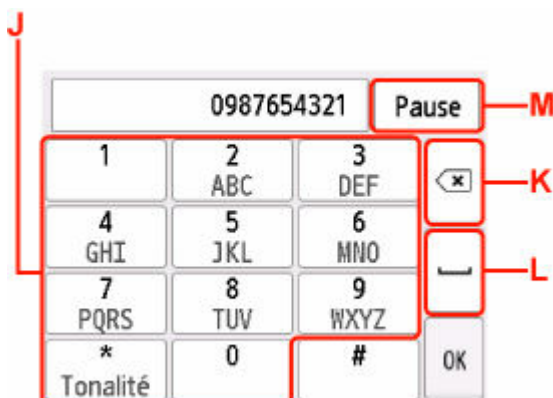 J
0987654321 Pause M
1 2 3
ABC DEF K
4 5 6
GHI JKL MNO
L
7 8 9
PQRS TUV WXYZ
* 0 # OK
Tonalité